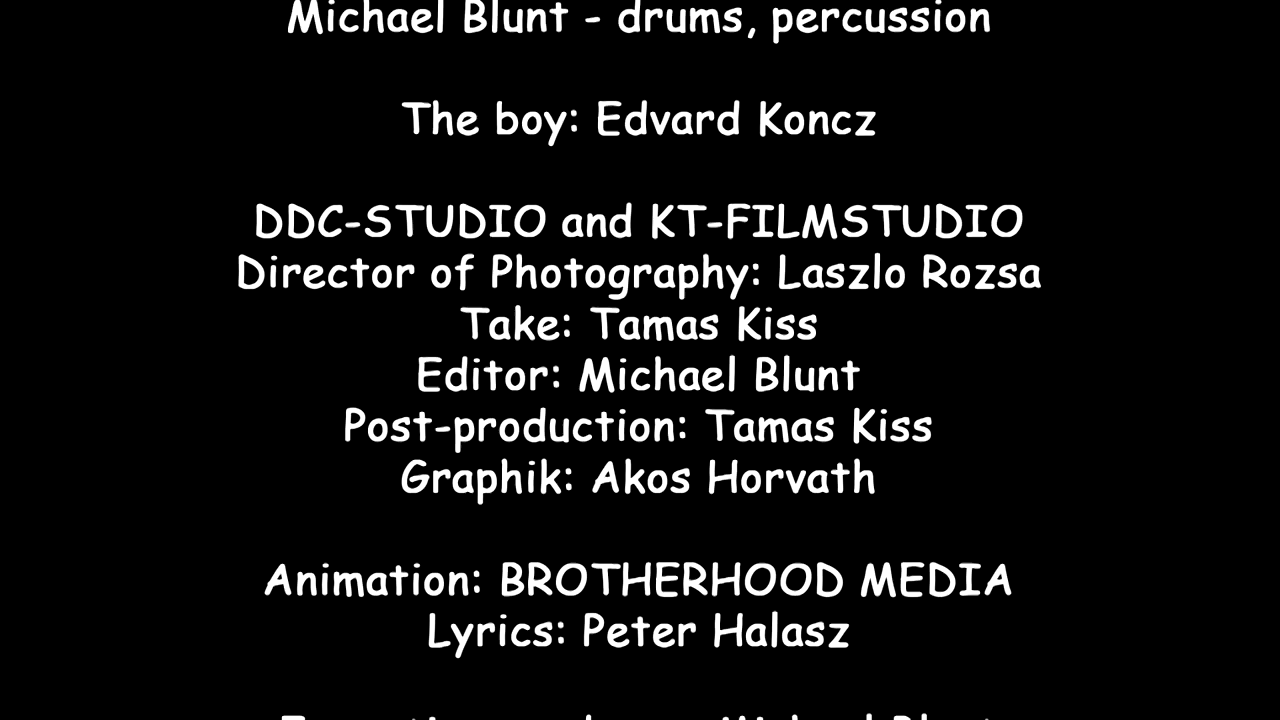 Michael Blunt - drums, percussion
The boy: Edvard Koncz
DDC-STUDIO and KT-FILMSTUDIO
Director of Photography: Laszlo Rozsa
Take: Tamas Kiss
Editor: Michael Blunt
Post-production: Tamas Kiss
Graphik: Akos Horvath
Animation: BROTHERHOOD MEDIA
Lyrics: Peter Halasz